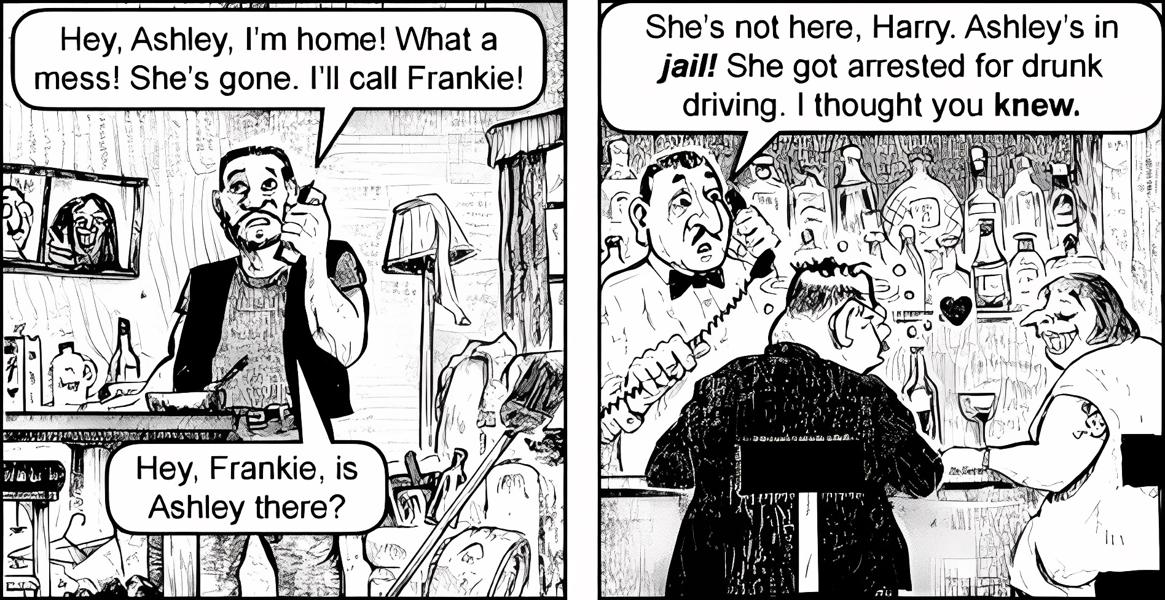 Hey, Ashley, I'm home! What a
mess! She's gone. I'll call Frankie!
Hey, Frankie, is
Ashley there?
She's not here, Harry. Ashley's in
jail! She got arrested for drunk
driving. I thought you knew.